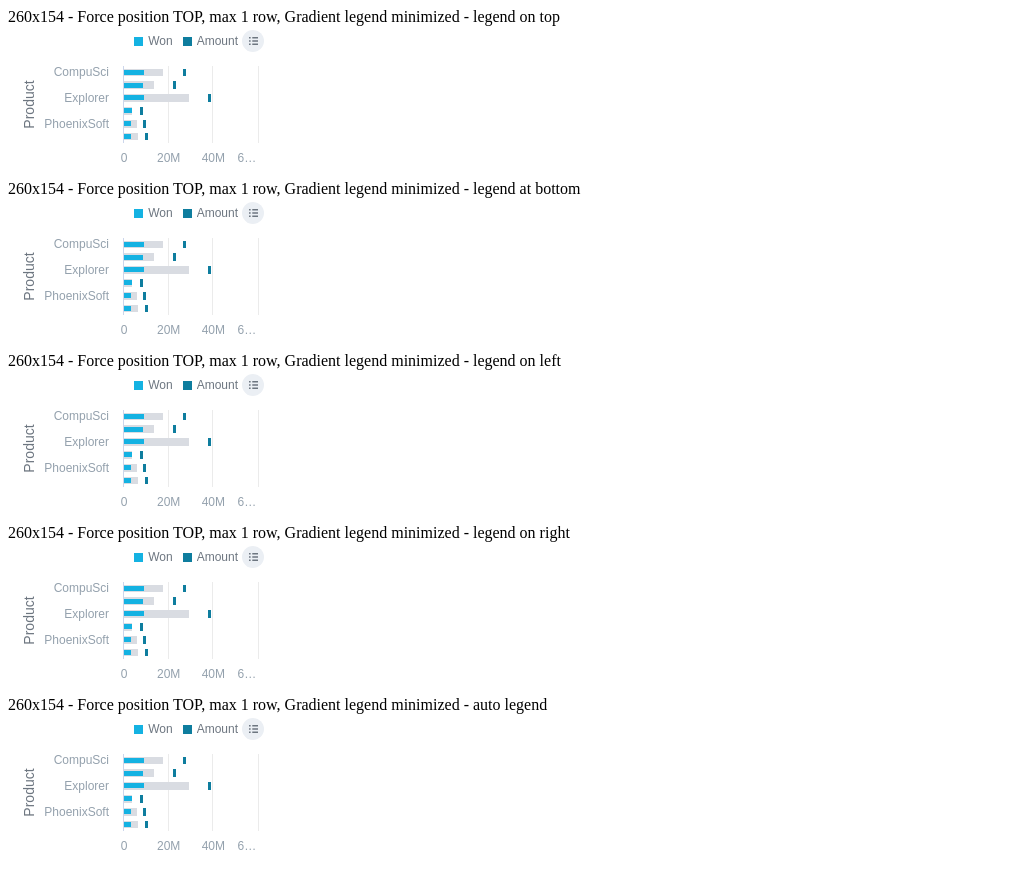 260x154 - Force position TOP, max 1 row, Gradient legend minimized - legend on top
Won Amount
Product
CompuSci
Explorer
PhoenixSoft
0 20M 40M 6…
260x154 - Force position TOP, max 1 row, Gradient legend minimized - legend at bottom
Won Amount
Product
CompuSci
Explorer
PhoenixSoft
0 20M 40M 6…
260x154 - Force position TOP, max 1 row, Gradient legend minimized - legend on left
Won Amount
Product
CompuSci
Explorer
PhoenixSoft
0 20M 40M 6…
260x154 - Force position TOP, max 1 row, Gradient legend minimized - legend on right
Won Amount
Product
CompuSci
Explorer
PhoenixSoft
0 20M 40M 6…
260x154 - Force position TOP, max 1 row, Gradient legend minimized - auto legend
Won Amount
Product
CompuSci
Explorer
PhoenixSoft
0 20M 40M 6…